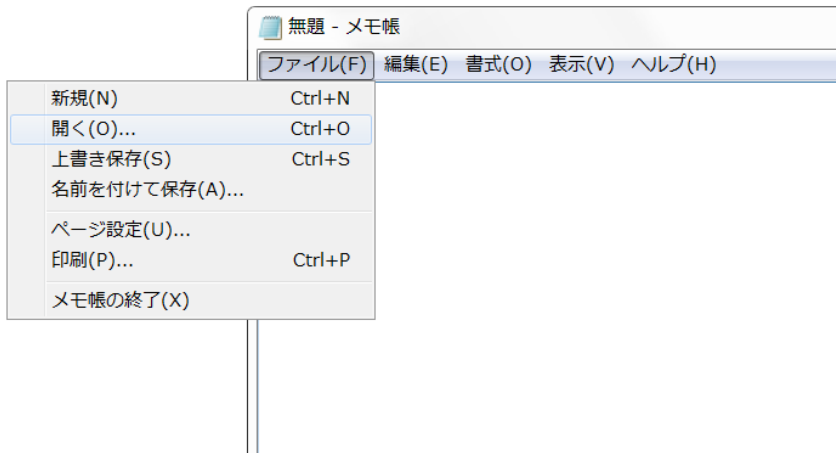 無題 - メモ帳
ファイル(F) 編集(E) 書式(O) 表示(V) ヘルプ(H)
新規(N) Ctrl+N
開く(O)... Ctrl+O
上書き保存(S) Ctrl+S
名前を付けて保存(A)...
ページ設定(U)...
印刷(P)... Ctrl+P
メモ帳の終了(X)